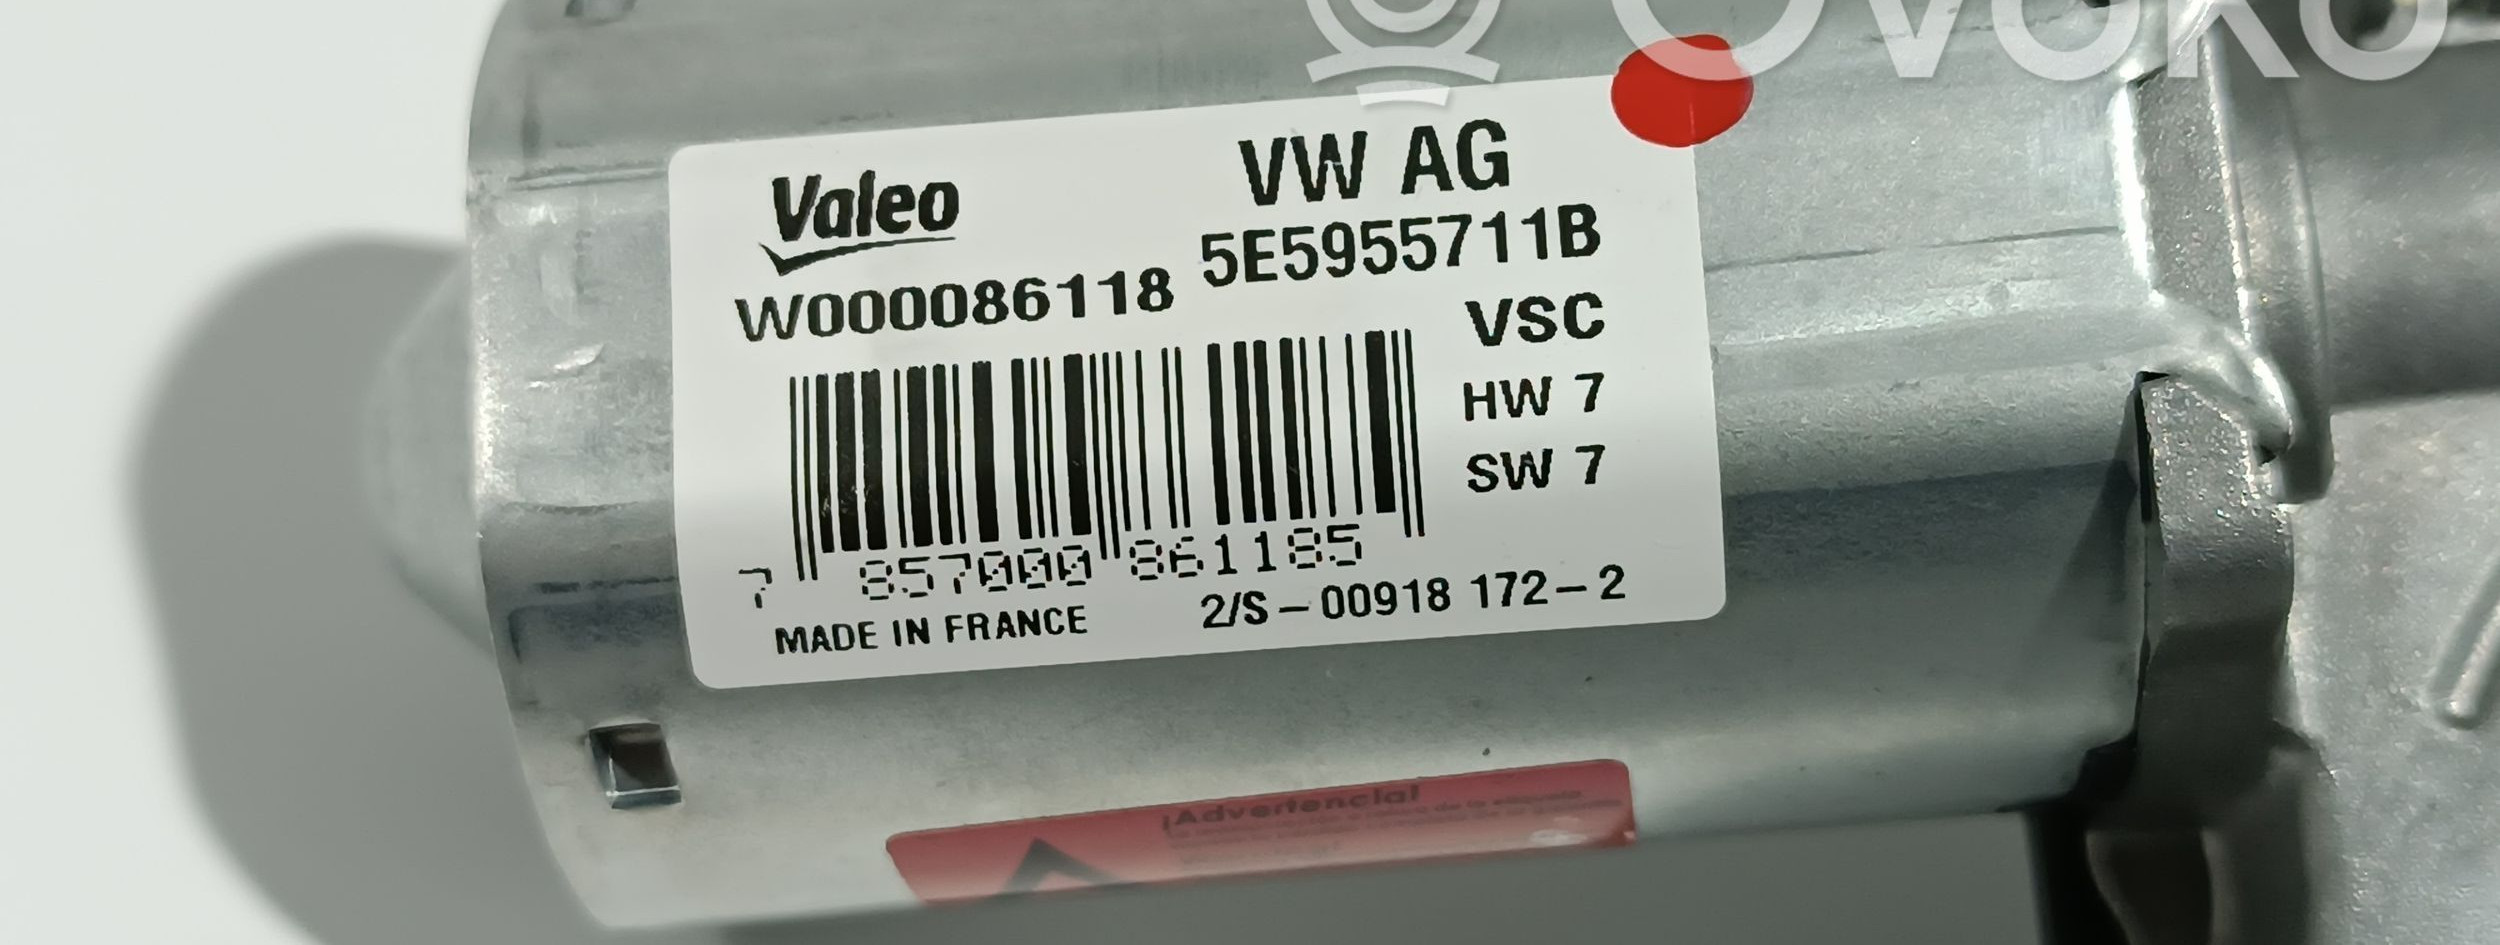 OVOKO
Valeo
VW AG
5E5955711B
W000086118
VSC
HW 7
SW 7
7 857000 861185
MADE IN FRANCE
2/S-00918 172-2
¡Advertencia!